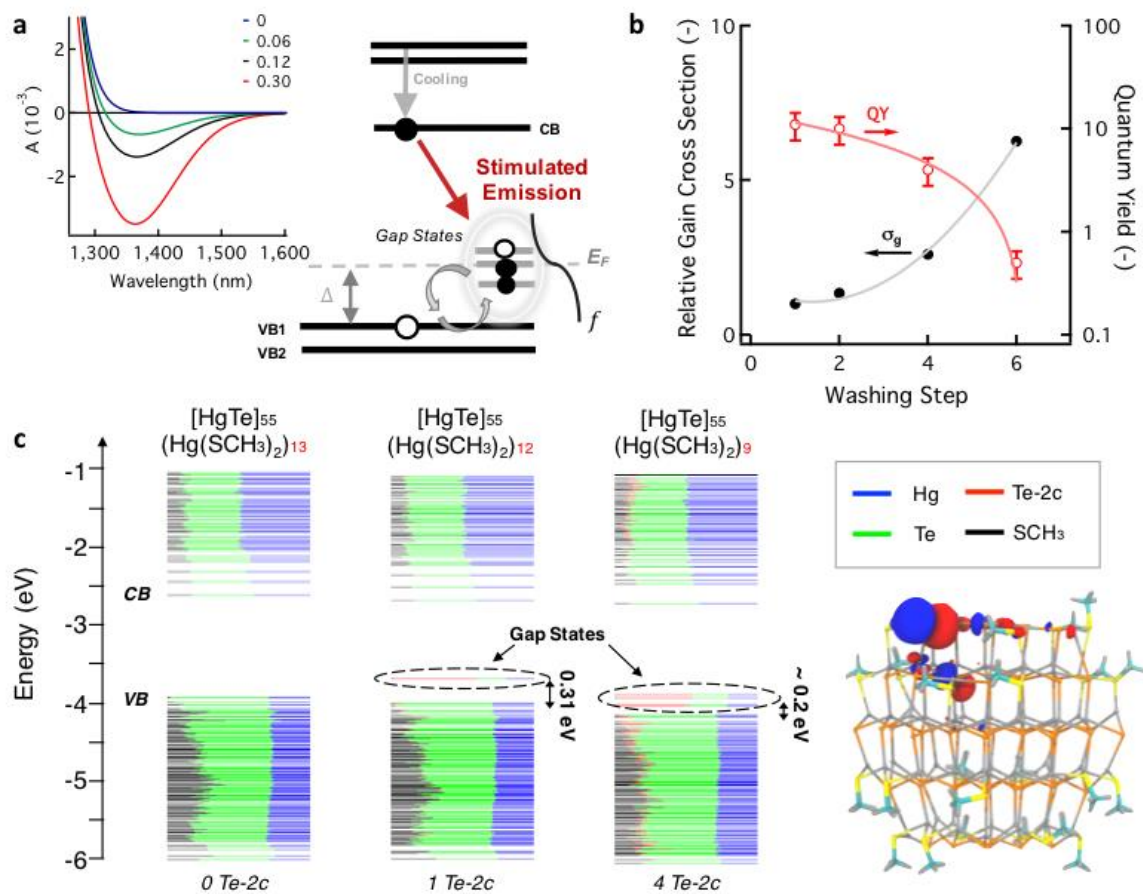 a
0
0.06
0.12
0.30
2
0
-2
A (10-3)
1,300 1,400 1,500 1,600
Wavelength (nm)
Cooling
CB
Stimulated
Emission
Gap States
EF
Δ
f
VB1
VB2
b
10
5
0
Relative Gain Cross Section (-)
QY
σg
100
10
1
0.1
Quantum Yield (-)
0 2 4 6
Washing Step
c
[HgTe]55
(Hg(SCH3)2)13
[HgTe]55
(Hg(SCH3)2)12
[HgTe]55
(Hg(SCH3)2)9
Energy (eV)
-1
-2
-3
-4
-5
-6
CB
VB
Gap States
0.31 eV
~ 0.2 eV
0 Te-2c
1 Te-2c
4 Te-2c
Hg Te-2c
Te SCH3